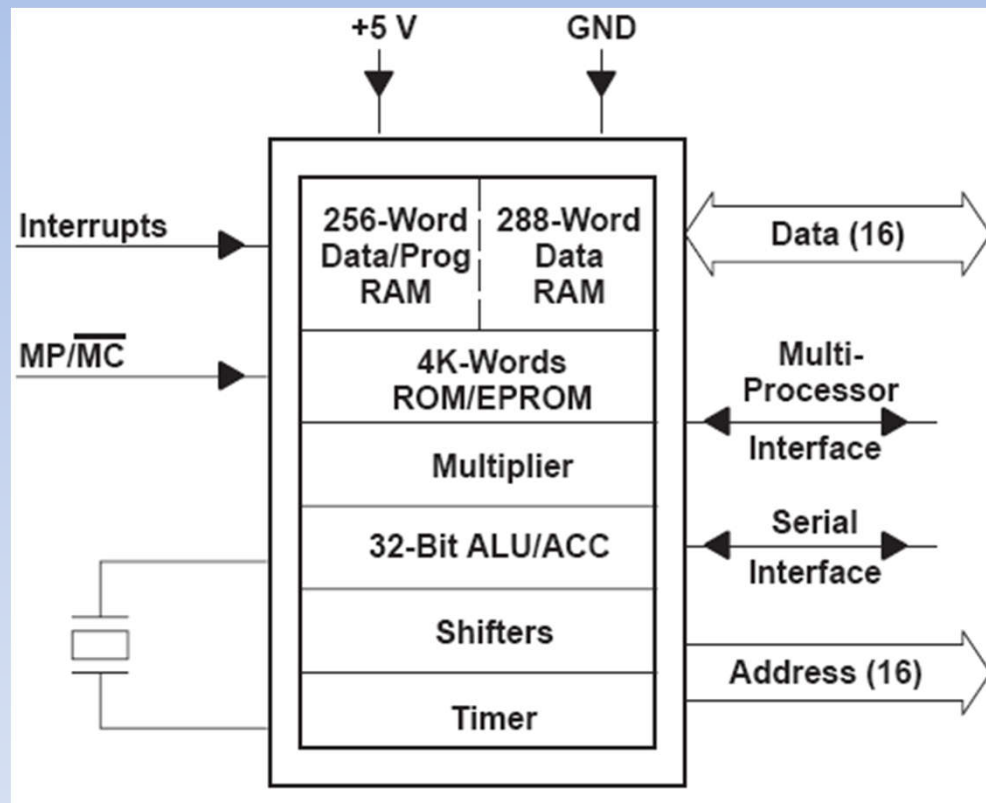 +5 V
GND
Interrupts
MP/M̅C̅
256-Word
Data/Prog
RAM
288-Word
Data
RAM
4K-Words
ROM/EPROM
Multiplier
32-Bit ALU/ACC
Shifters
Timer
Data (16)
Multi-
Processor
Interface
Serial
Interface
Address (16)